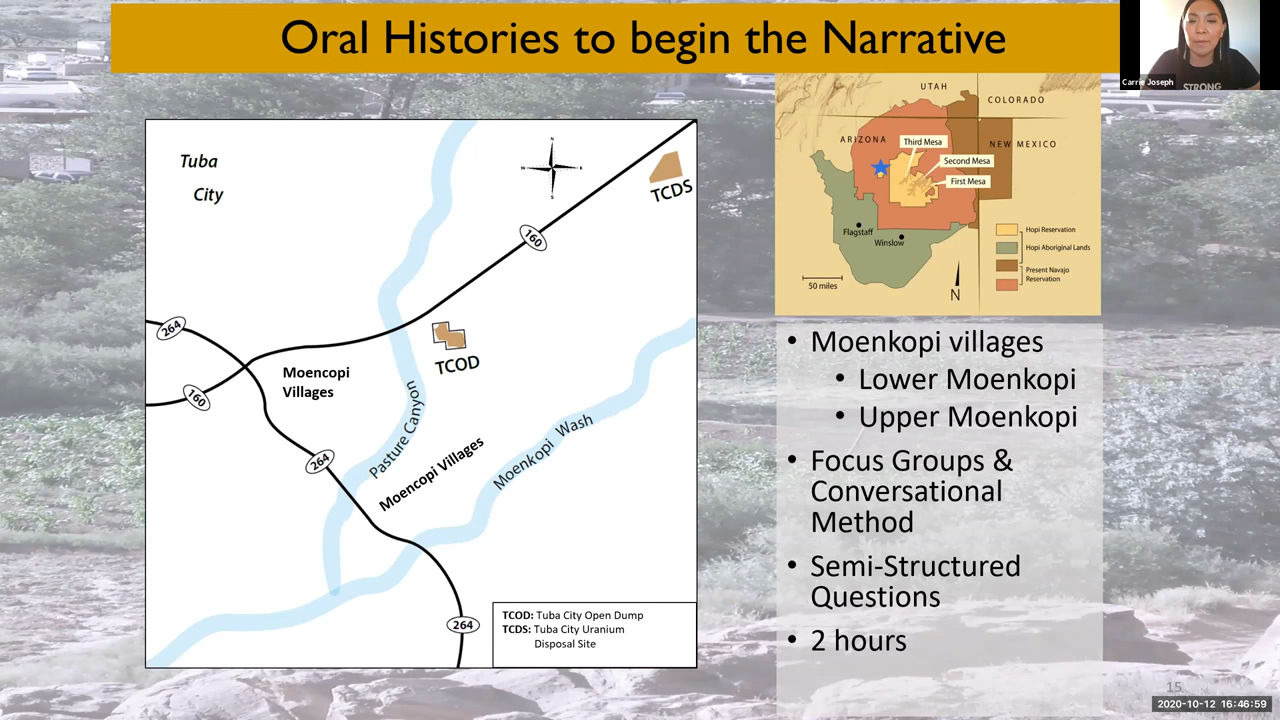 Oral Histories to begin the Narrative
Carrie Joseph
STRONG
Tuba
City
N
W
E
S
TCDS
160
264
160
TCOD
Moencopi
Villages
264
Pasture Canyon
Moencopi Villages
Moenkopi Wash
264
TCOD: Tuba City Open Dump
TCDS: Tuba City Uranium
Disposal Site
UTAH
COLORADO
ARIZONA
NEW MEXICO
Third Mesa
Second Mesa
First Mesa
Flagstaff
Winslow
50 miles
N
Hopi Reservation
Hopi Aboriginal Lands
Present Navajo
Reservation
• Moenkopi villages
• Lower Moenkopi
• Upper Moenkopi
• Focus Groups &
Conversational
Method
• Semi-Structured
Questions
• 2 hours
15
2020-10-12 16:46:59